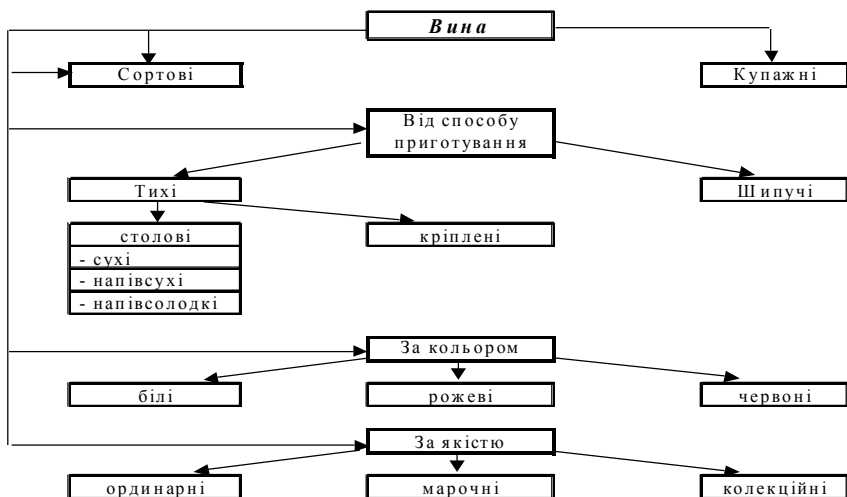 Вина
Сортові
Купажні
Від способу
приготування
Тихі
Шипучі
столові
кріплені
- сухі
- напівсухі
- напівсолодкі
За кольором
білі
рожеві
червоні
За якістю
ординарні
марочні
колекційні